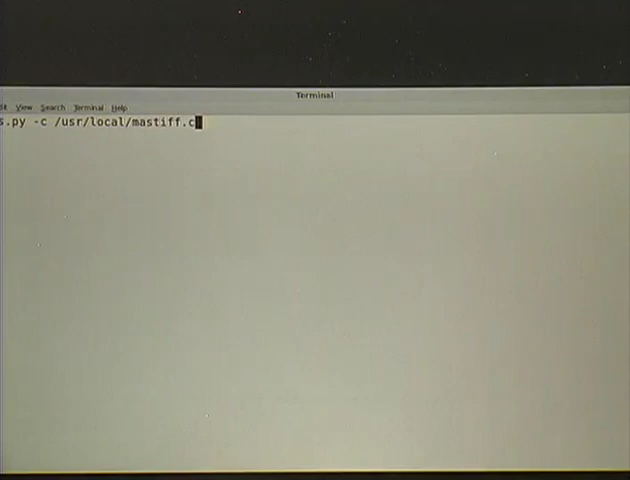 Terminal
View Search Terminal Help
s.py -c /usr/local/mastiff.c